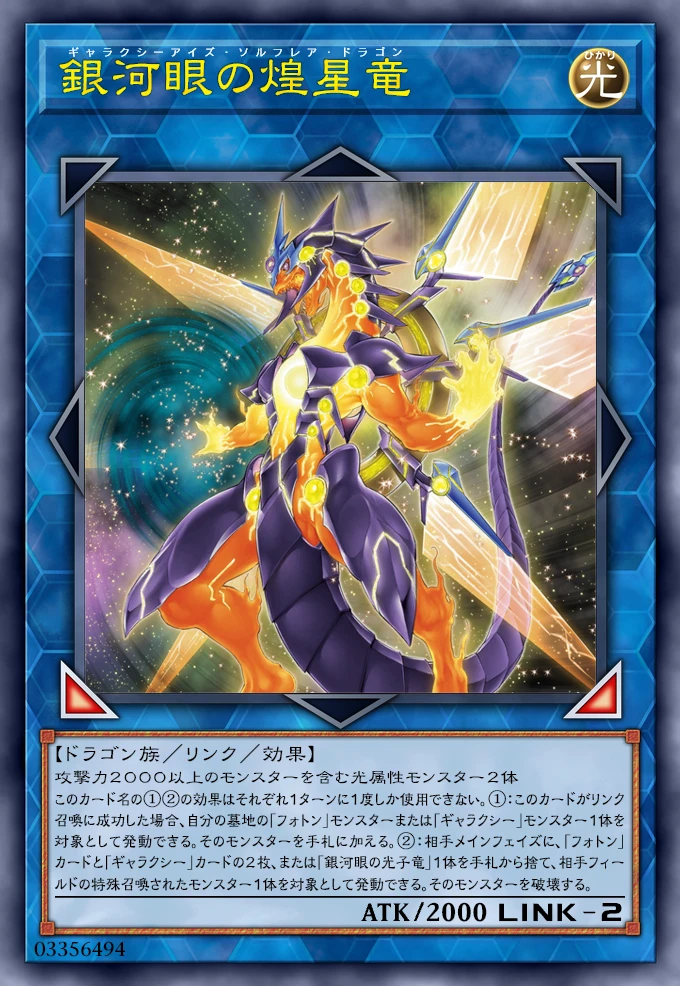 ギャラクシーアイズ・ソルフレア・ドラゴン
銀河眼の煌星竜
ひかり
光
【ドラゴン族／リンク／効果】
攻撃力2000以上のモンスターを含む光属性モンスター2体
このカード名の①②の効果はそれぞれ1ターンに1度しか使用できない。①：このカードがリンク
召喚に成功した場合、自分の墓地の「フォトン」モンスターまたは「ギャラクシー」モンスター1体を
対象として発動できる。そのモンスターを手札に加える。②：相手メインフェイズに、「フォトン」
カードと「ギャラクシー」カードの2枚、または「銀河眼の光子竜」1体を手札から捨て、相手フィー
ルドの特殊召喚されたモンスター1体を対象として発動できる。そのモンスターを破壊する。
ATK/2000 LINK-2
03356494